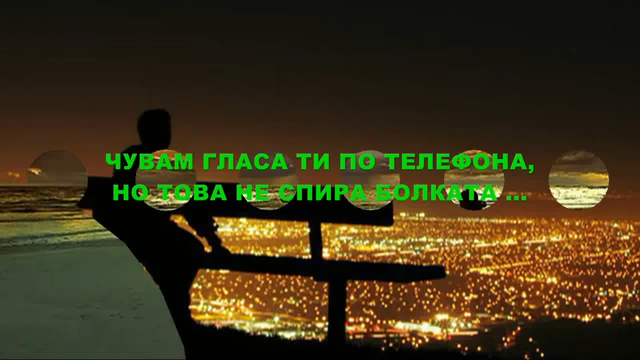 ЧУВАМ ГЛАСА ТИ ПО ТЕЛЕФОНА,
НО ТОВА НЕ СПИРА БОЛКАТА ...